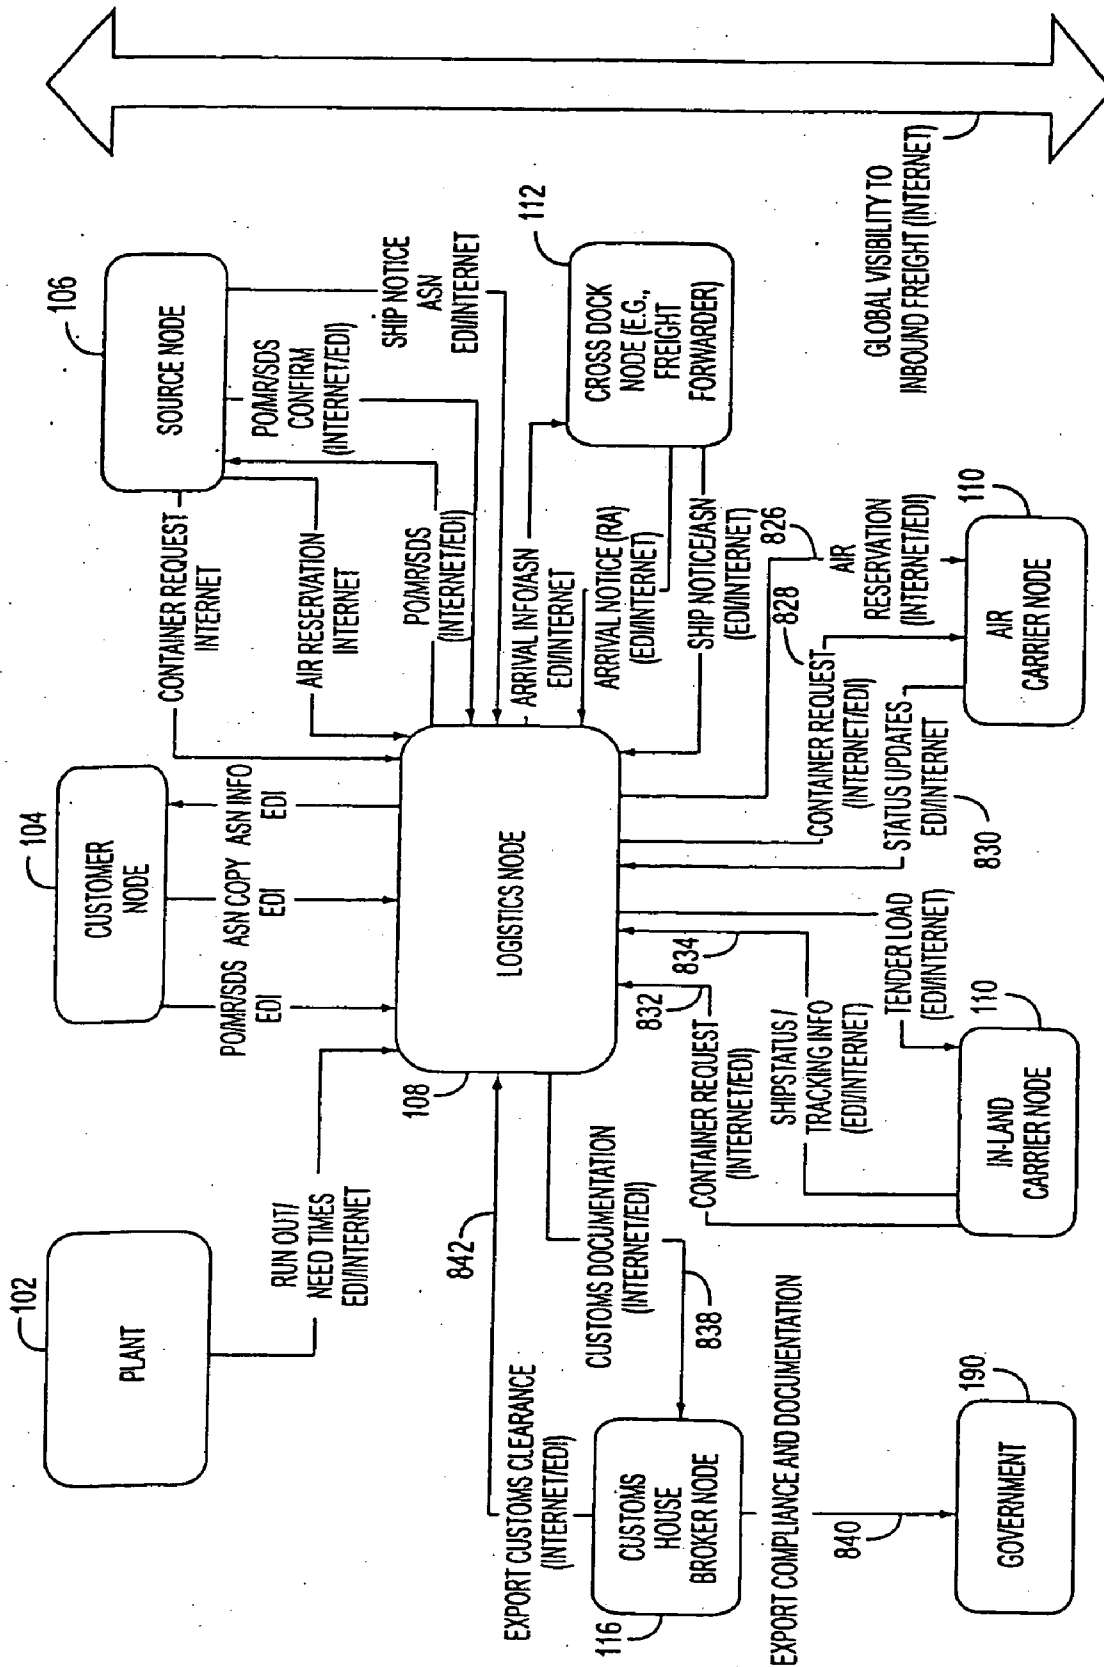 102
PLANT
RUN OUT/
NEED TIMES
EDI/INTERNET
104
CUSTOMER
NODE
PO/MR/SDS
EDI
ASN COPY
EDI
ASN INFO
EDI
106
SOURCE NODE
CONTAINER REQUEST
INTERNET
AIR RESERVATION
INTERNET
PO/MR/SDS
(INTERNET/EDI)
PO/MR/SDS
CONFIRM
(INTERNET/EDI)
SHIP NOTICE
ASN
EDI/INTERNET
108
LOGISTICS NODE
842
EXPORT CUSTOMS CLEARANCE
(INTERNET/EDI)
CUSTOMS DOCUMENTATION
(INTERNET/EDI)
838
ARRIVAL INFO/ASN
EDI/INTERNET
ARRIVAL NOTICE (RA)
(EDI/INTERNET)
SHIP NOTICE/ASN
(EDI/INTERNET)
112
CROSS DOCK
NODE (E.G.,
FREIGHT
FORWARDER)
116
CUSTOMS
HOUSE
BROKER NODE
832
CONTAINER REQUEST
(INTERNET/EDI)
834
SHIPSTATUS/
TRACKING INFO
(EDI/INTERNET)
TENDER LOAD
(EDI/INTERNET)
830
STATUS UPDATES
EDI/INTERNET
828
CONTAINER REQUEST
(INTERNET/EDI)
826
AIR
RESERVATION
(INTERNET/EDI)
EXPORT COMPLIANCE AND DOCUMENTATION
840
190
GOVERNMENT
110
IN-LAND
CARRIER NODE
110
AIR
CARRIER NODE
GLOBAL VISIBILITY TO
INBOUND FREIGHT (INTERNET)